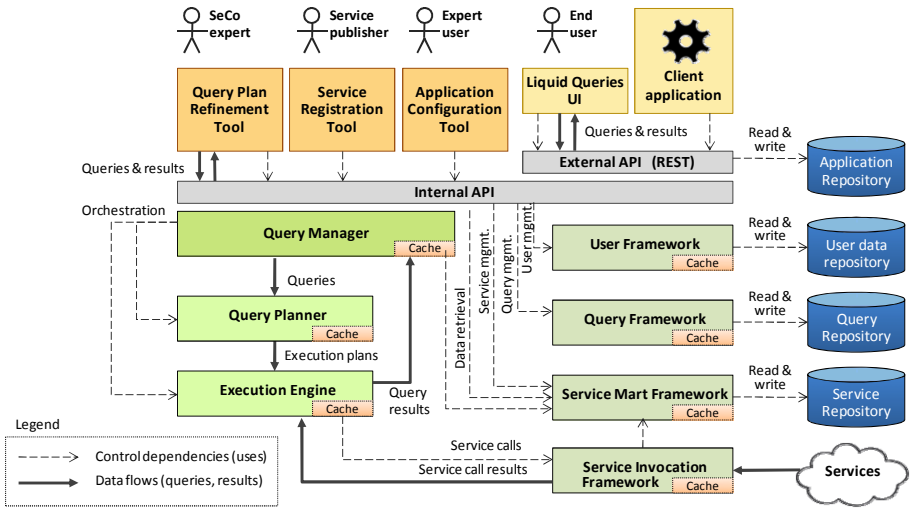 SeCo
expert
Service
publisher
Expert
user
End
user
Query Plan
Refinement
Tool
Service
Registration
Tool
Application
Configuration
Tool
Liquid Queries
UI
Client
application
Queries & results
Read &
write
External API (REST)
Application
Repository
Queries & results
Internal API
Orchestration
Query Manager
Cache
Data retrieval
Service mgmt.
Query mgmt.
User mgmt.
User Framework
Cache
Read &
write
User data
repository
Queries
Query Planner
Cache
Query Framework
Cache
Read &
write
Query
Repository
Execution plans
Execution Engine
Cache
Query
results
Service Mart Framework
Cache
Read &
write
Service
Repository
Legend
Control dependencies (uses)
Data flows (queries, results)
Service calls
Service call results
Service Invocation
Framework
Cache
Services